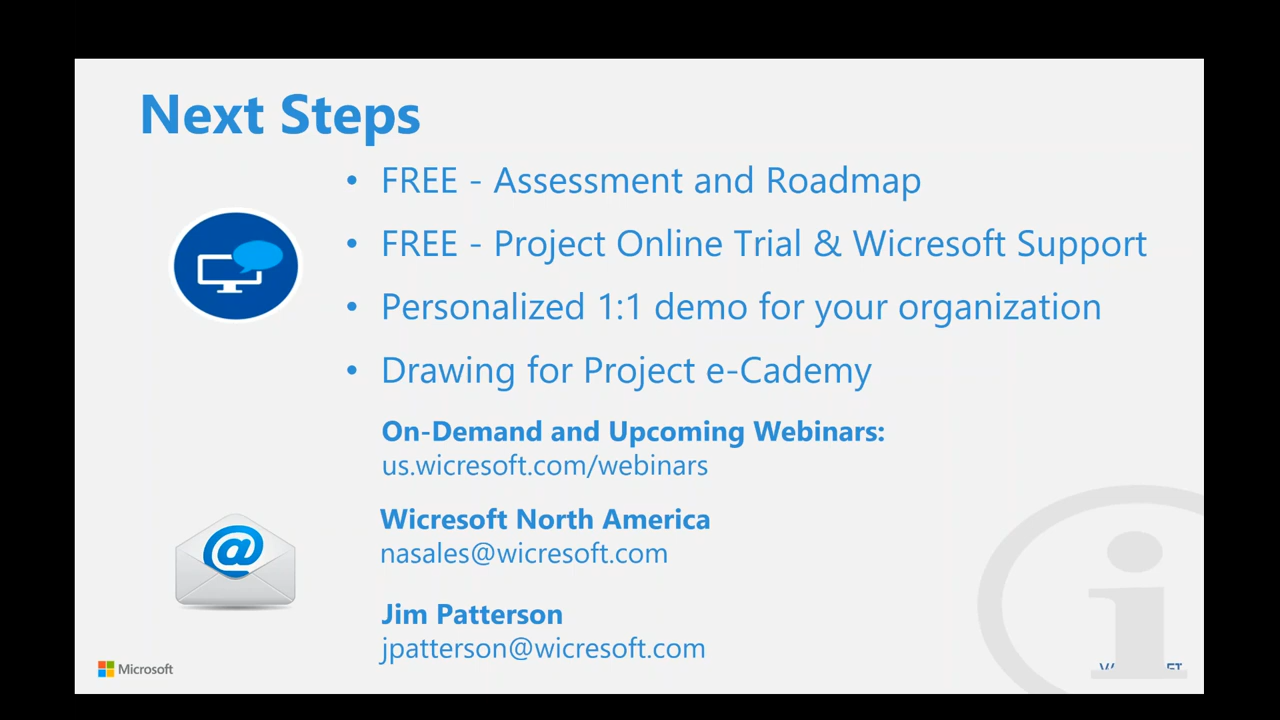 Next Steps
• FREE - Assessment and Roadmap
• FREE - Project Online Trial & Wicresoft Support
• Personalized 1:1 demo for your organization
• Drawing for Project e-Cademy
On-Demand and Upcoming Webinars:
us.wicresoft.com/webinars
Wicresoft North America
nasales@wicresoft.com
Jim Patterson
jpatterson@wicresoft.com
Microsoft